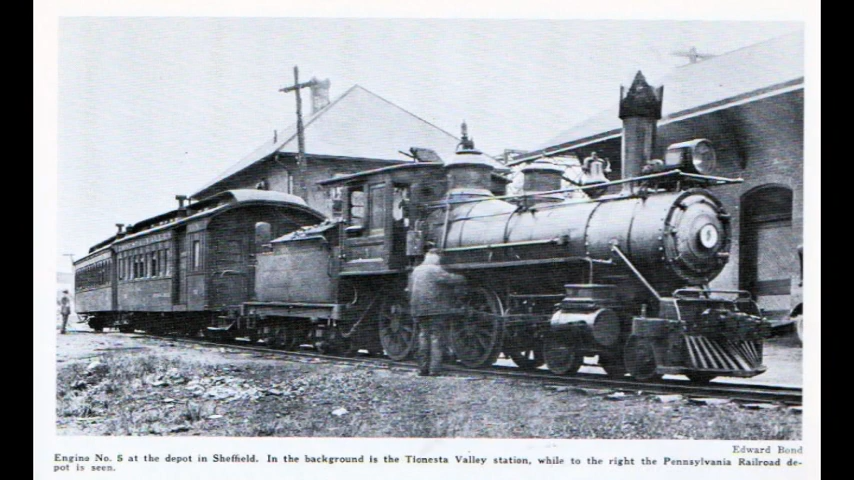 Edward Bond
Engine No. 5 at the depot in Sheffield. In the background is the Tionesta Valley station, while to the right the Pennsylvania Railroad de-
pot is seen.